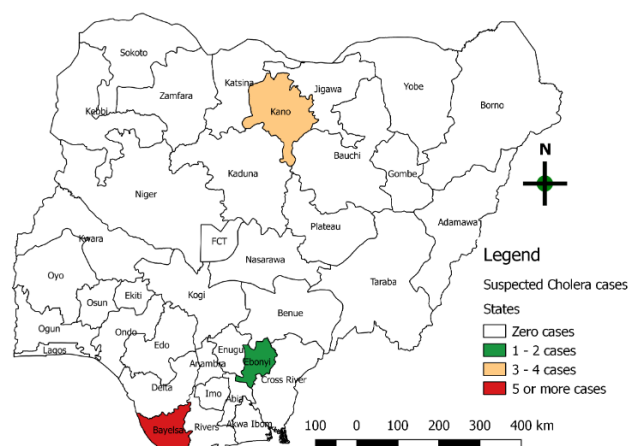 Sokoto
Katsina
Jigawa
Yobe
Borno
Kebbi
Zamfara
Kano
Bauchi
Gombe
Kaduna
Niger
Adamawa
Plateau
FCT
Nasarawa
Taraba
Kwara
Oyo
Kogi
Benue
Osun
Ekiti
Ogun
Ondo
Edo
Enugu
Ebonyi
Lagos
Anambra
Cross River
Delta
Imo
Abia
Bayelsa
Rivers
Akwa Ibom
N
Legend
Suspected Cholera cases
States
Zero cases
1 - 2 cases
3 - 4 cases
5 or more cases
100 0 100 200 300 400 km